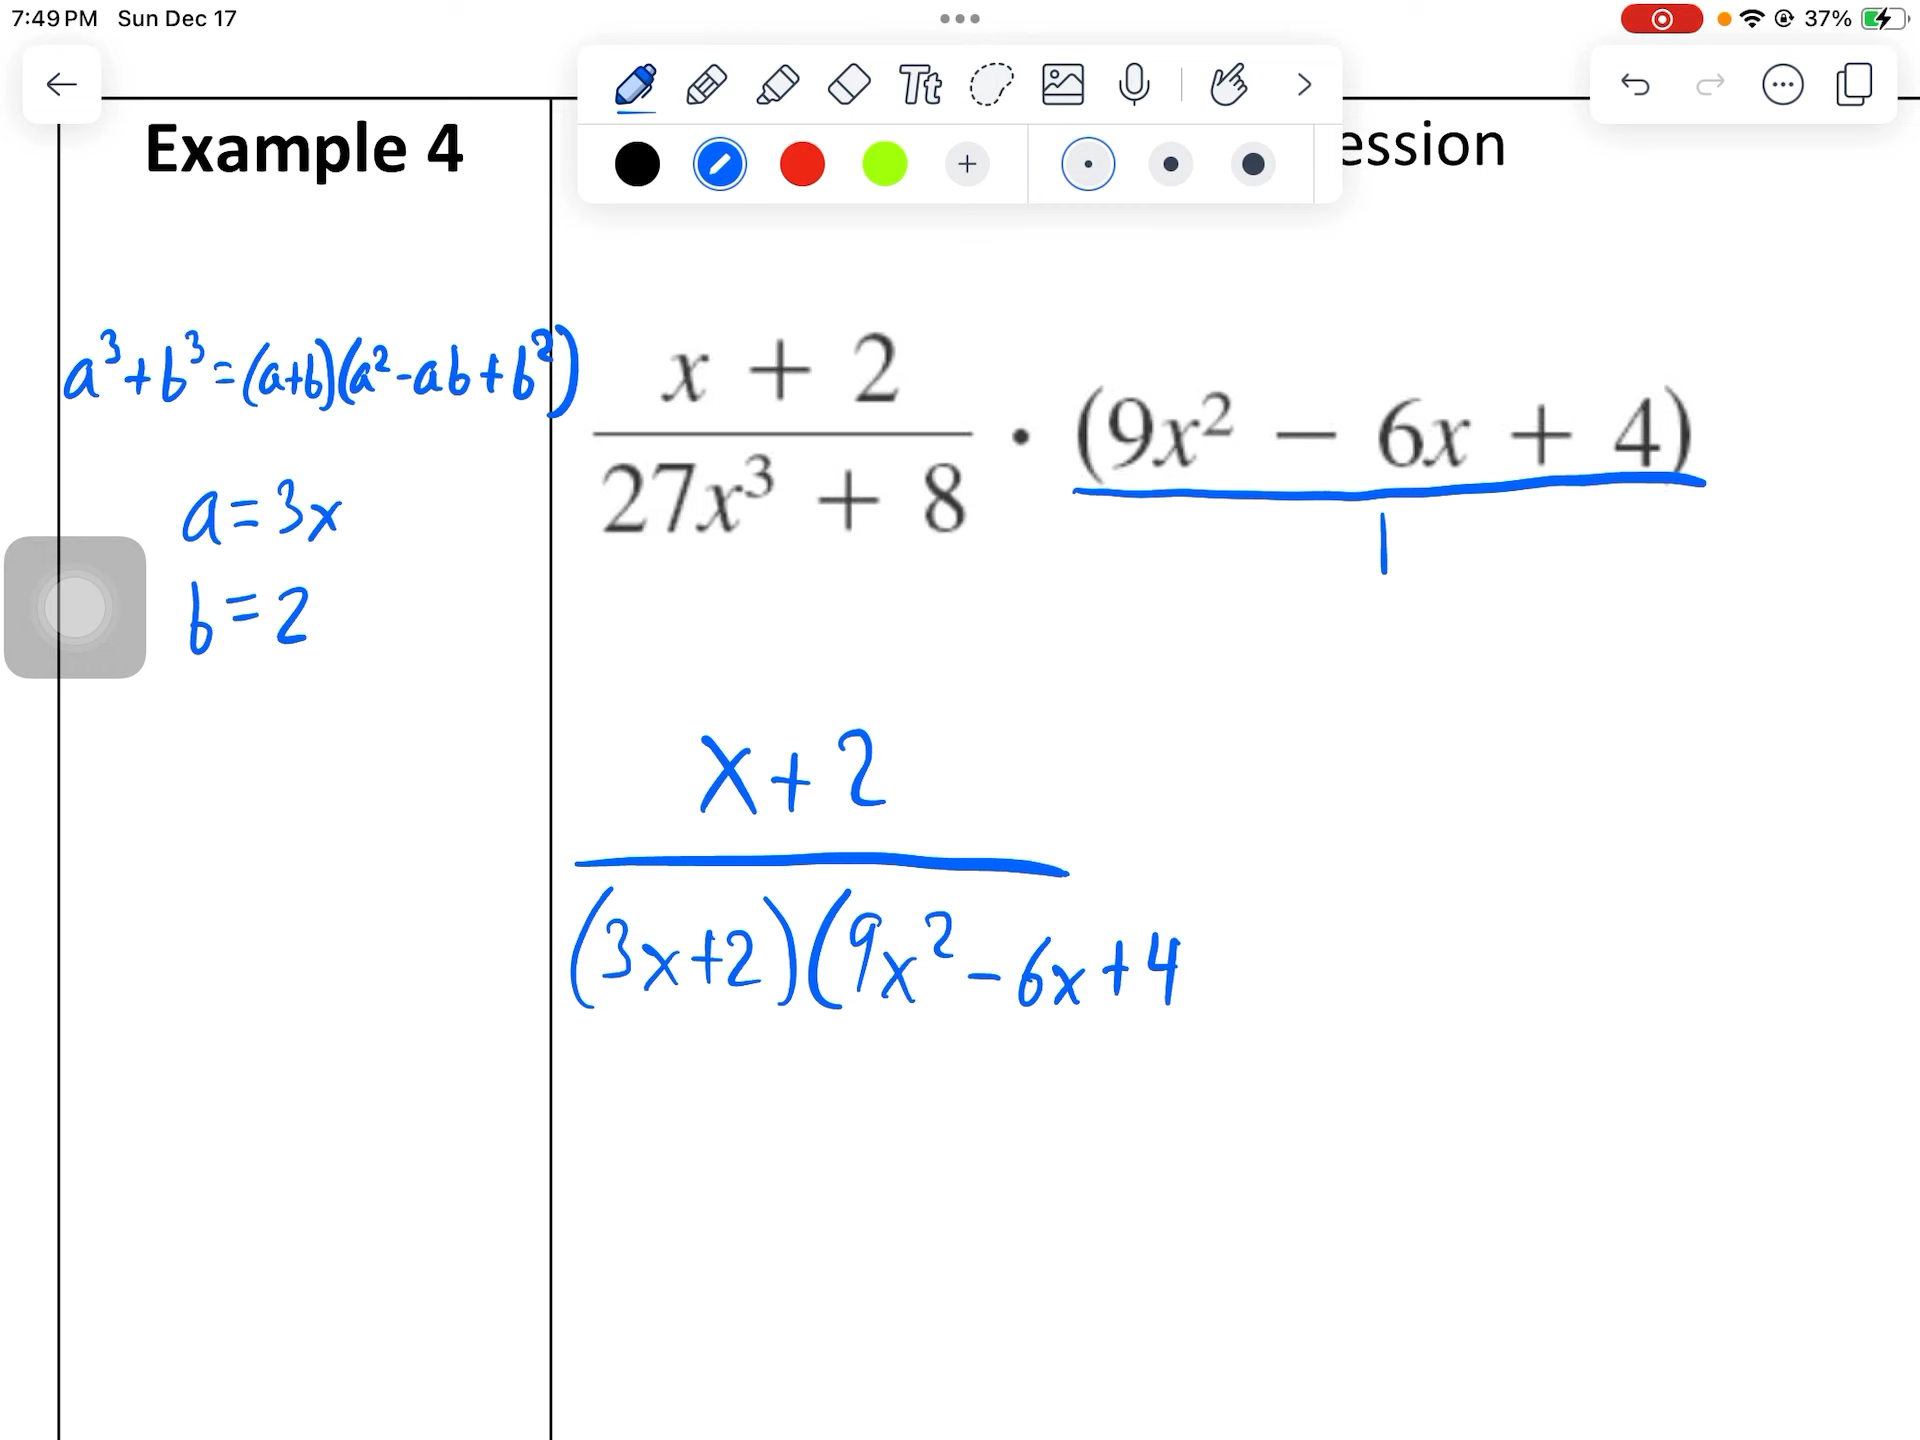 7:49 PM Sun Dec 17
37%
Tt
Example 4
ession
a³+b³=(a+b)(a²-ab+b²)
x + 2
27x³ + 8
· (9x² − 6x + 4)
1
a=3x
b=2
x+2
(3x+2)(9x²-6x+4